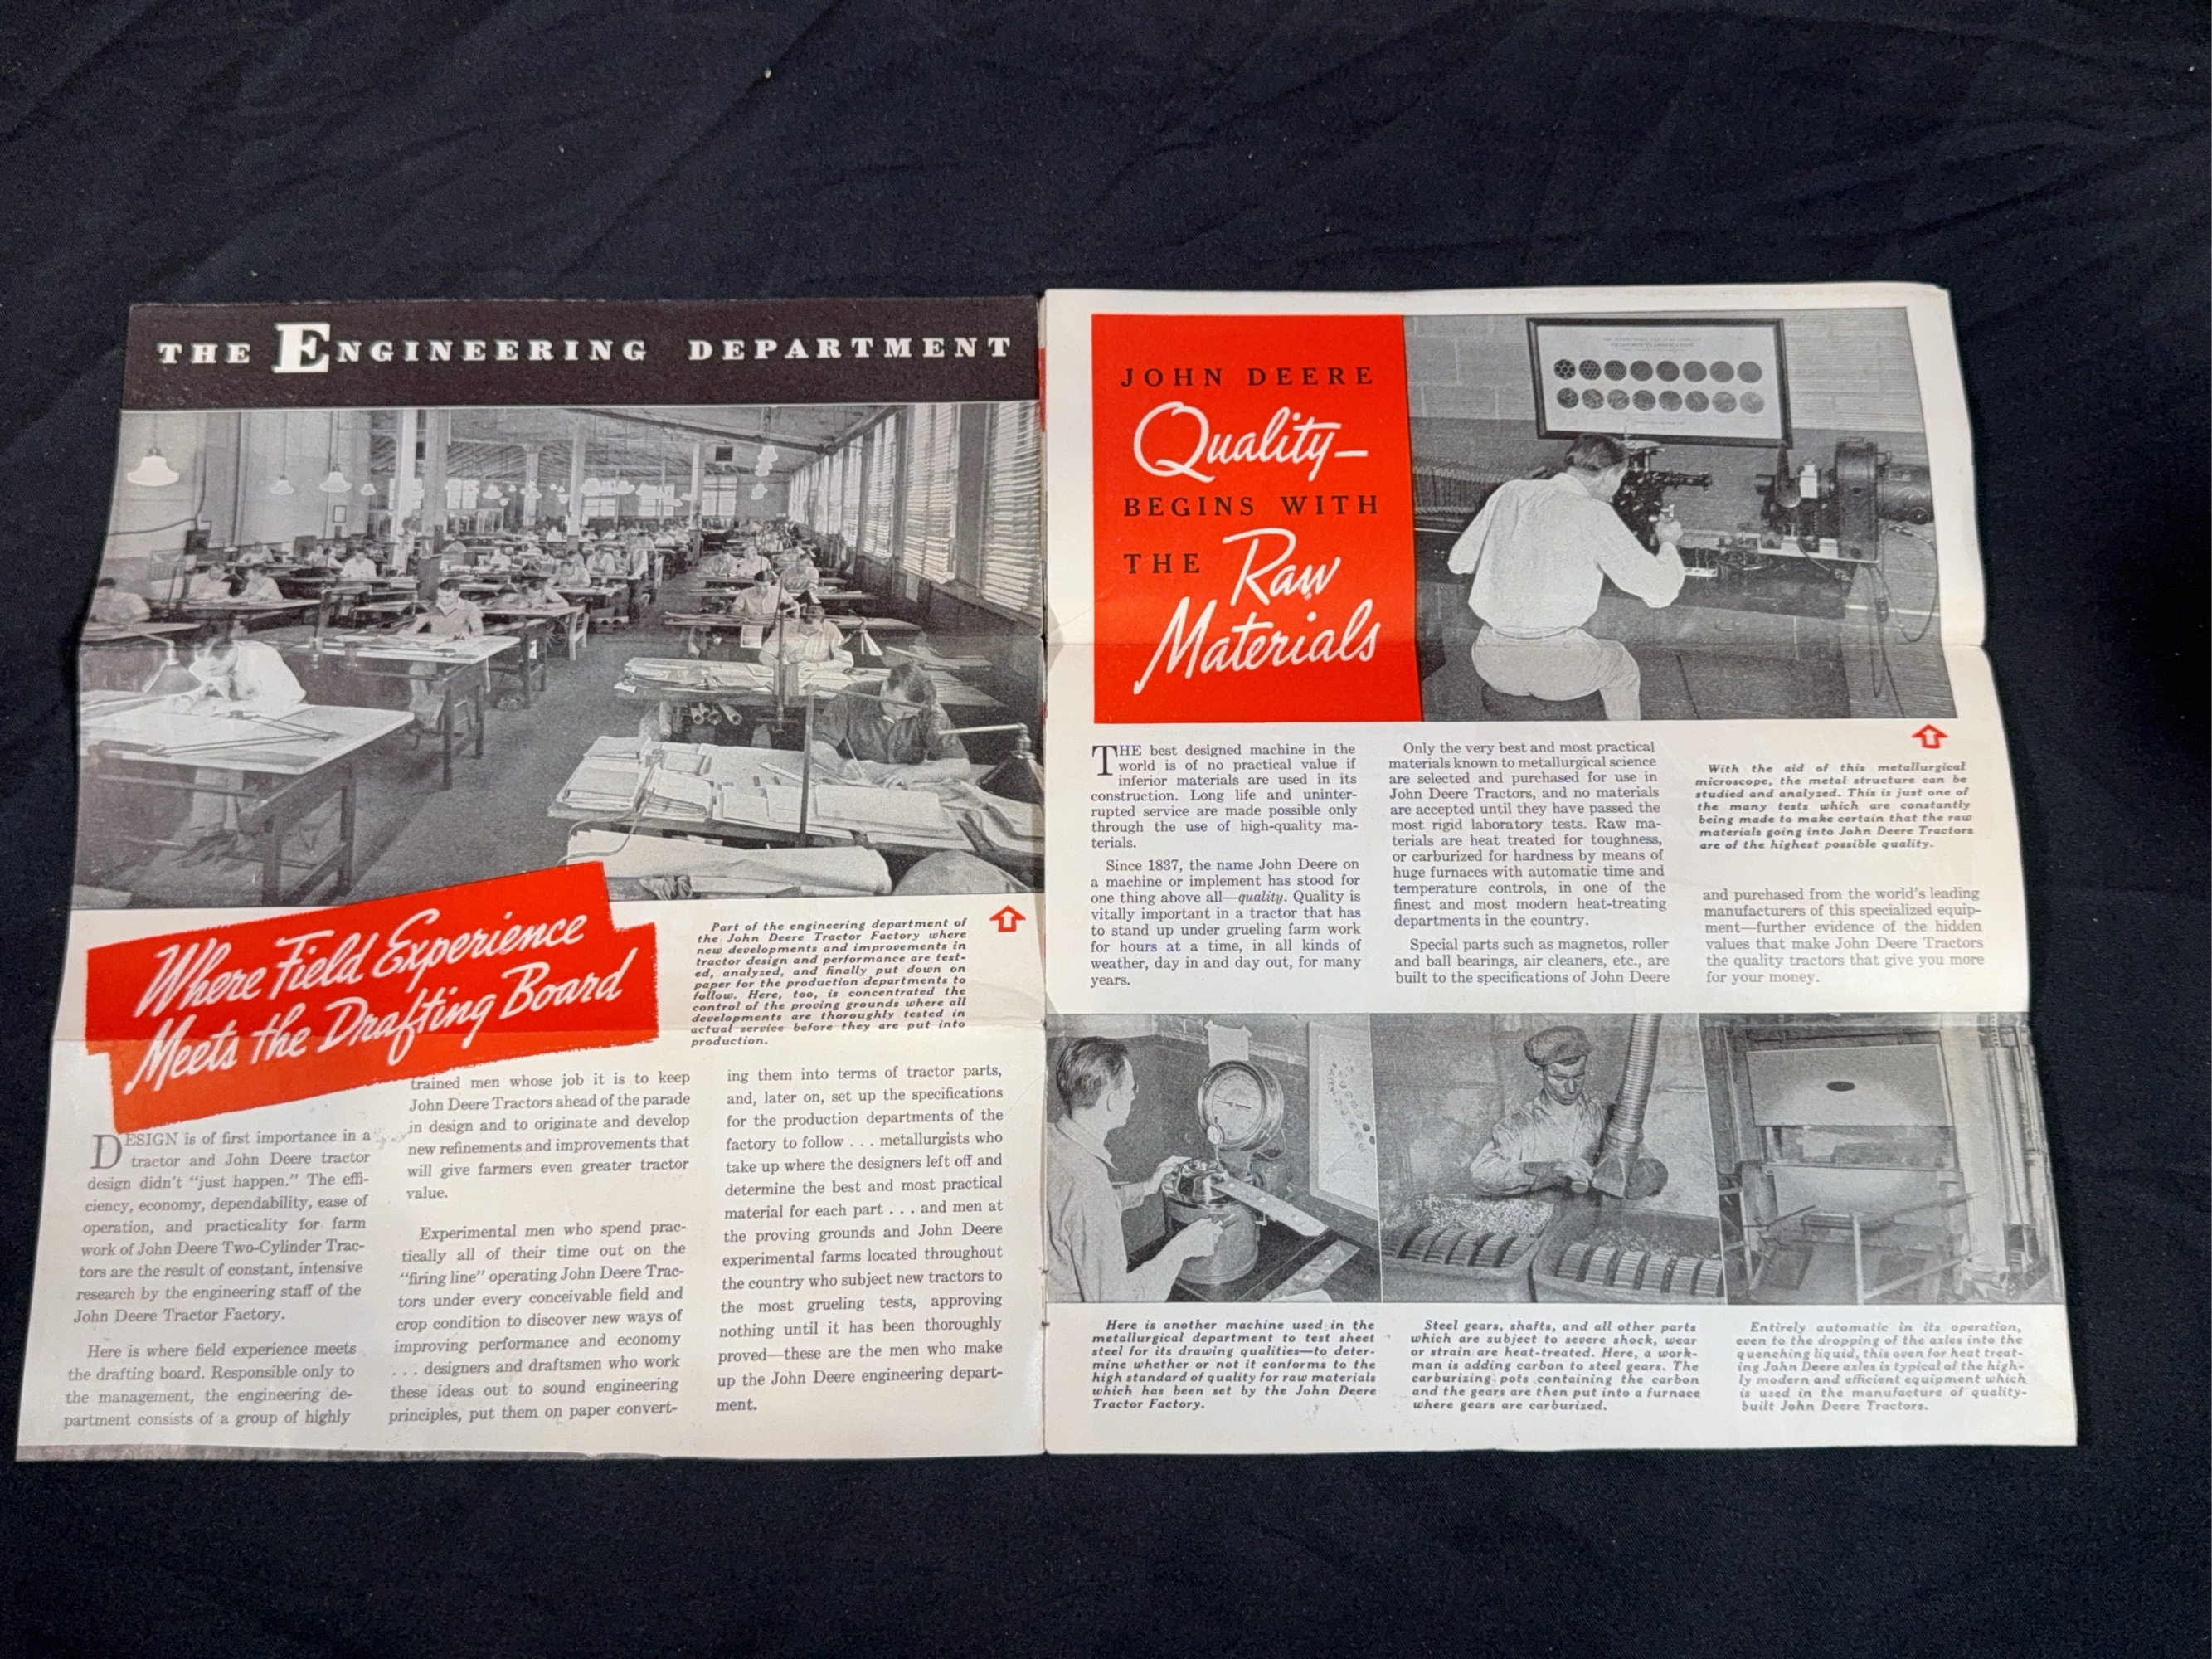 THE ENGINEERING DEPARTMENT
Where Field Experience
Meets the Drafting Board
Part of the engineering department of
the John Deere Tractor Factory where
new developments and improvements in
tractor design and performance are test-
ed, analyzed, and finally put down on
paper for the production departments to
follow. Here, too, is concentrated the
control of the proving grounds where all
developments are thoroughly tested in
actual service before they are put into
production.
DESIGN is of first importance in a
tractor and John Deere tractor
design didn't "just happen." The effi-
ciency, economy, dependability, ease of
operation, and practicality for farm
work of John Deere Two-Cylinder Trac-
tors are the result of constant, intensive
research by the engineering staff of the
John Deere Tractor Factory.
Here is where field experience meets
the drafting board. Responsible only to
the management, the engineering de-
partment consists of a group of highly
trained men whose job it is to keep
John Deere Tractors ahead of the parade
in design and to originate and develop
new refinements and improvements that
will give farmers even greater tractor
value.
Experimental men who spend prac-
tically all of their time out on the
"firing line" operating John Deere Trac-
tors under every conceivable field and
crop condition to discover new ways of
improving performance and economy
. . . designers and draftsmen who work
these ideas out to sound engineering
principles, put them on paper convert-
ing them into terms of tractor parts,
and, later on, set up the specifications
for the production departments of the
factory to follow . . . metallurgists who
take up where the designers left off and
determine the best and most practical
material for each part . . . and men at
the proving grounds and John Deere
experimental farms located throughout
the country who subject new tractors to
the most grueling tests, approving
nothing until it has been thoroughly
proved—these are the men who make
up the John Deere engineering depart-
ment.
JOHN DEERE
Quality—
BEGINS WITH
THE Raw
Materials
THE best designed machine in the
world is of no practical value if
inferior materials are used in its
construction. Long life and uninter-
rupted service are made possible only
through the use of high-quality ma-
terials.
Since 1837, the name John Deere on
a machine or implement has stood for
one thing above all—quality. Quality is
vitally important in a tractor that has
to stand up under grueling farm work
for hours at a time, in all kinds of
weather, day in and day out, for many
years.
Only the very best and most practical
materials known to metallurgical science
are selected and purchased for use in
John Deere Tractors, and no materials
are accepted until they have passed the
most rigid laboratory tests. Raw ma-
terials are heat treated for toughness,
or carburized for hardness by means of
huge furnaces with automatic time and
temperature controls, in one of the
finest and most modern heat-treating
departments in the country.
Special parts such as magnetos, roller
and ball bearings, air cleaners, etc., are
built to the specifications of John Deere
With the aid of this metallurgical
microscope, the metal structure can be
studied and analyzed. This is just one of
the many tests which are constantly
being made to make certain that the raw
materials going into John Deere Tractors
are of the highest possible quality.
and purchased from the world's leading
manufacturers of this specialized equip-
ment—further evidence of the hidden
values that make John Deere Tractors
the quality tractors that give you more
for your money.
Here is another machine used in the
metallurgical department to test sheet
steel for its drawing qualities—to deter-
mine whether or not it conforms to the
high standard of quality for raw materials
which has been set by the John Deere
Tractor Factory.
Steel gears, shafts, and all other parts
which are subject to severe shock, wear
or strain are heat-treated. Here, a work-
man is adding carbon to steel gears. The
carburizing pots containing the carbon
and the gears are then put into a furnace
where gears are carburized.
Entirely automatic in its operation,
even to the dropping of the axles into the
quenching liquid, this oven for heat treat-
ing John Deere axles is typical of the high-
ly modern and efficient equipment which
is used in the manufacture of quality-
built John Deere Tractors.